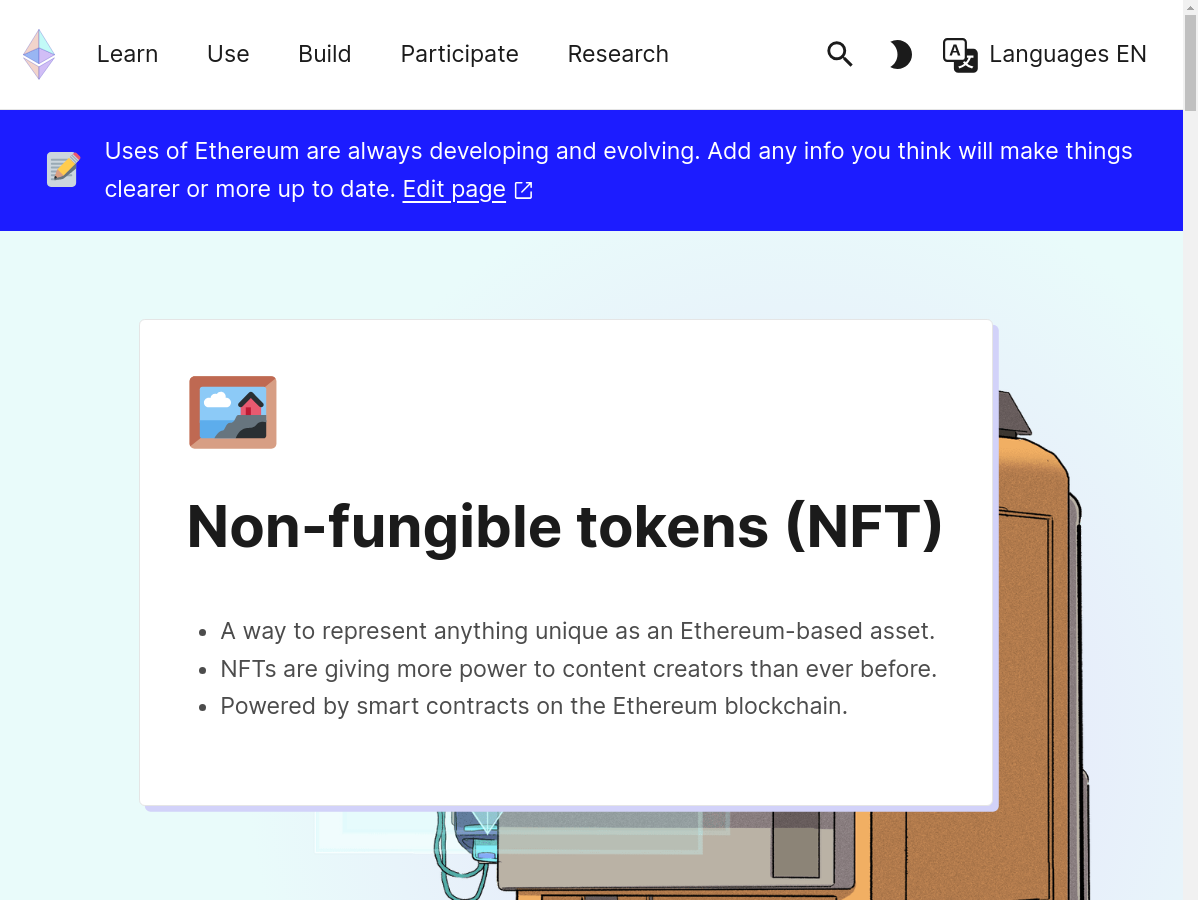 Learn Use Build Participate Research Languages EN
Uses of Ethereum are always developing and evolving. Add any info you think will make things
clearer or more up to date. Edit page
Non-fungible tokens (NFT)
A way to represent anything unique as an Ethereum-based asset.
NFTs are giving more power to content creators than ever before.
Powered by smart contracts on the Ethereum blockchain.